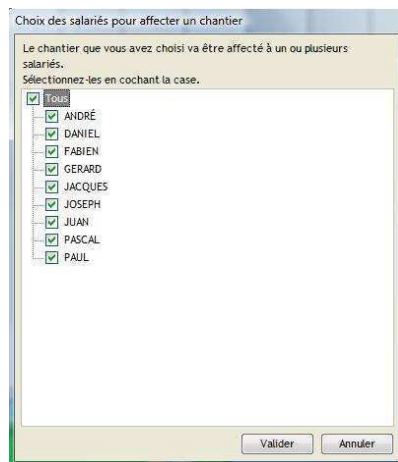 Choix des salariés pour affecter un chantier
Le chantier que vous avez choisi va être affecté à un ou plusieurs
salariés.
Sélectionnez-les en cochant la case.
Tous
ANDRÉ
DANIEL
FABIEN
GERARD
JACQUES
JOSEPH
JUAN
PASCAL
PAUL
Valider Annuler